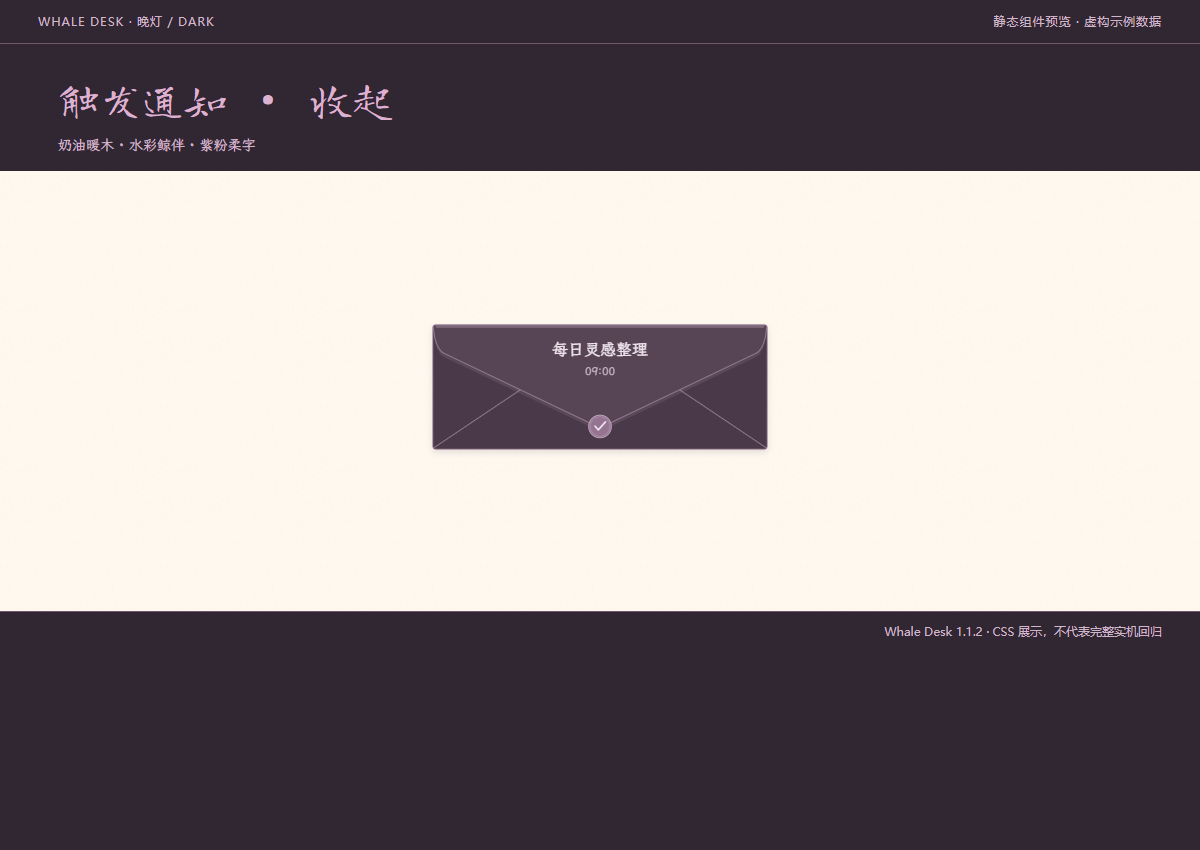 WHALE DESK · 晚灯 / DARK
静态组件预览 · 虚构示例数据
触发通知 · 收起
奶油暖木 · 水彩鲸伴 · 紫粉柔字
每日灵感整理
09:00
Whale Desk 1.1.2 · CSS 展示，不代表完整实机回归